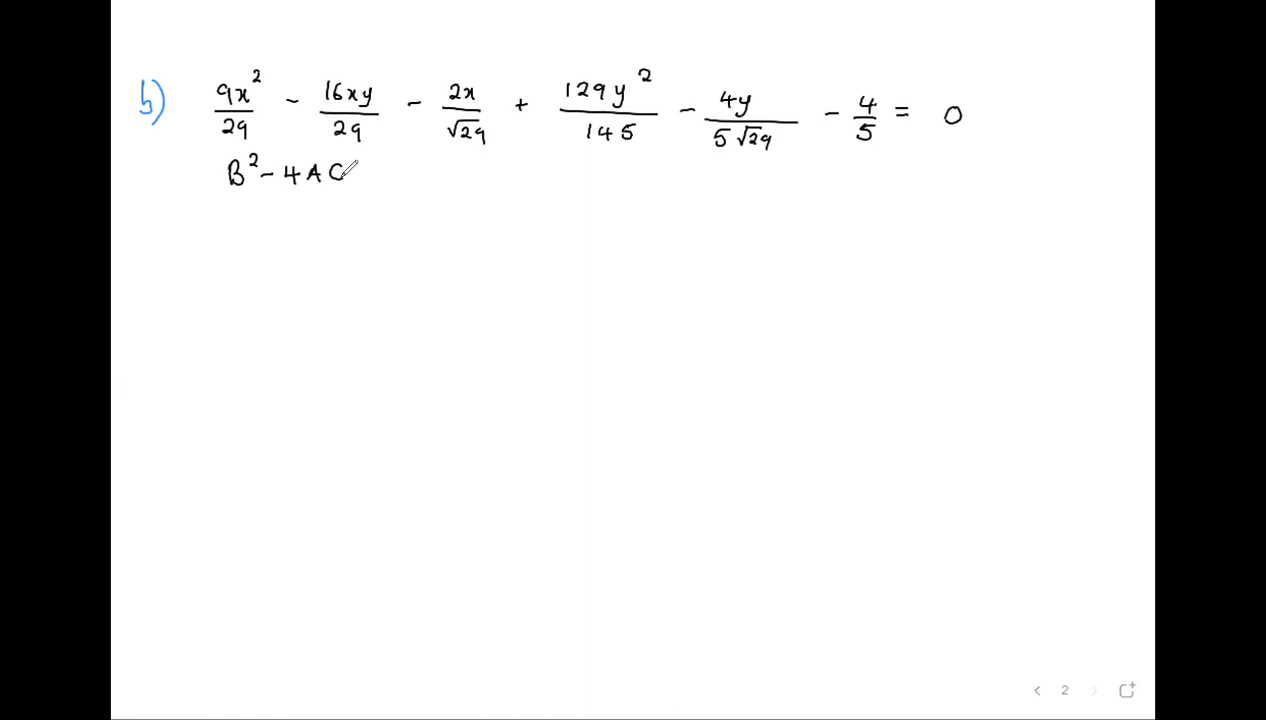 b) 9x²/29 - 16xy/29 - 2x/√29 + 129y²/145 - 4y/5√29 - 4/5 = 0
B² - 4AC
< 2 >